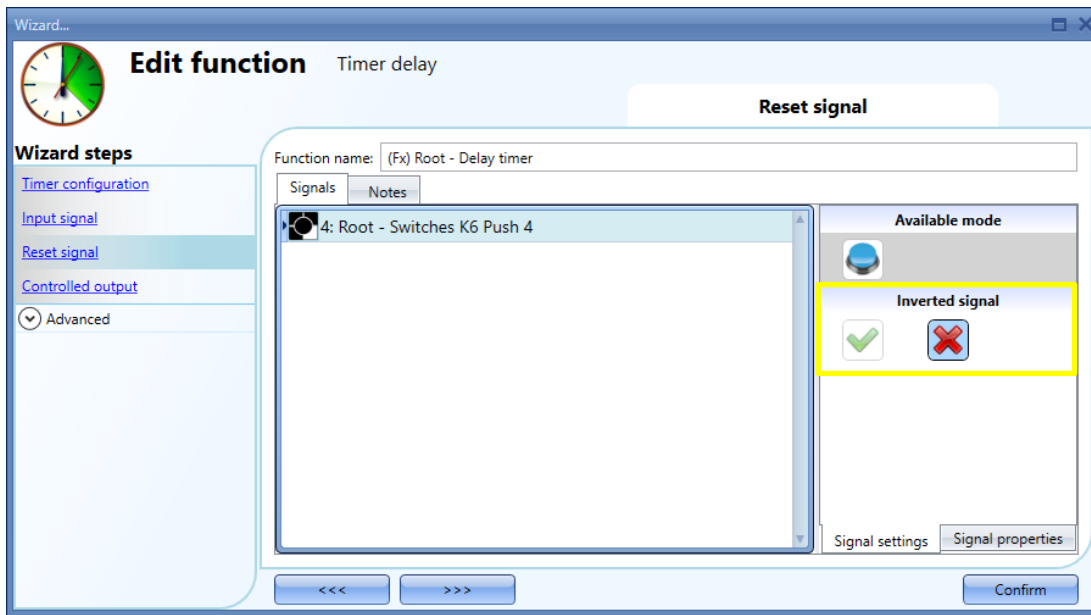 Wizard...
Edit function Timer delay
Reset signal
Wizard steps
Timer configuration
Input signal
Reset signal
Controlled output
Advanced
Function name: (Fx) Root - Delay timer
Signals Notes
4: Root - Switches K6 Push 4
Available mode
Inverted signal
Signal settings Signal properties
<<< >>> Confirm